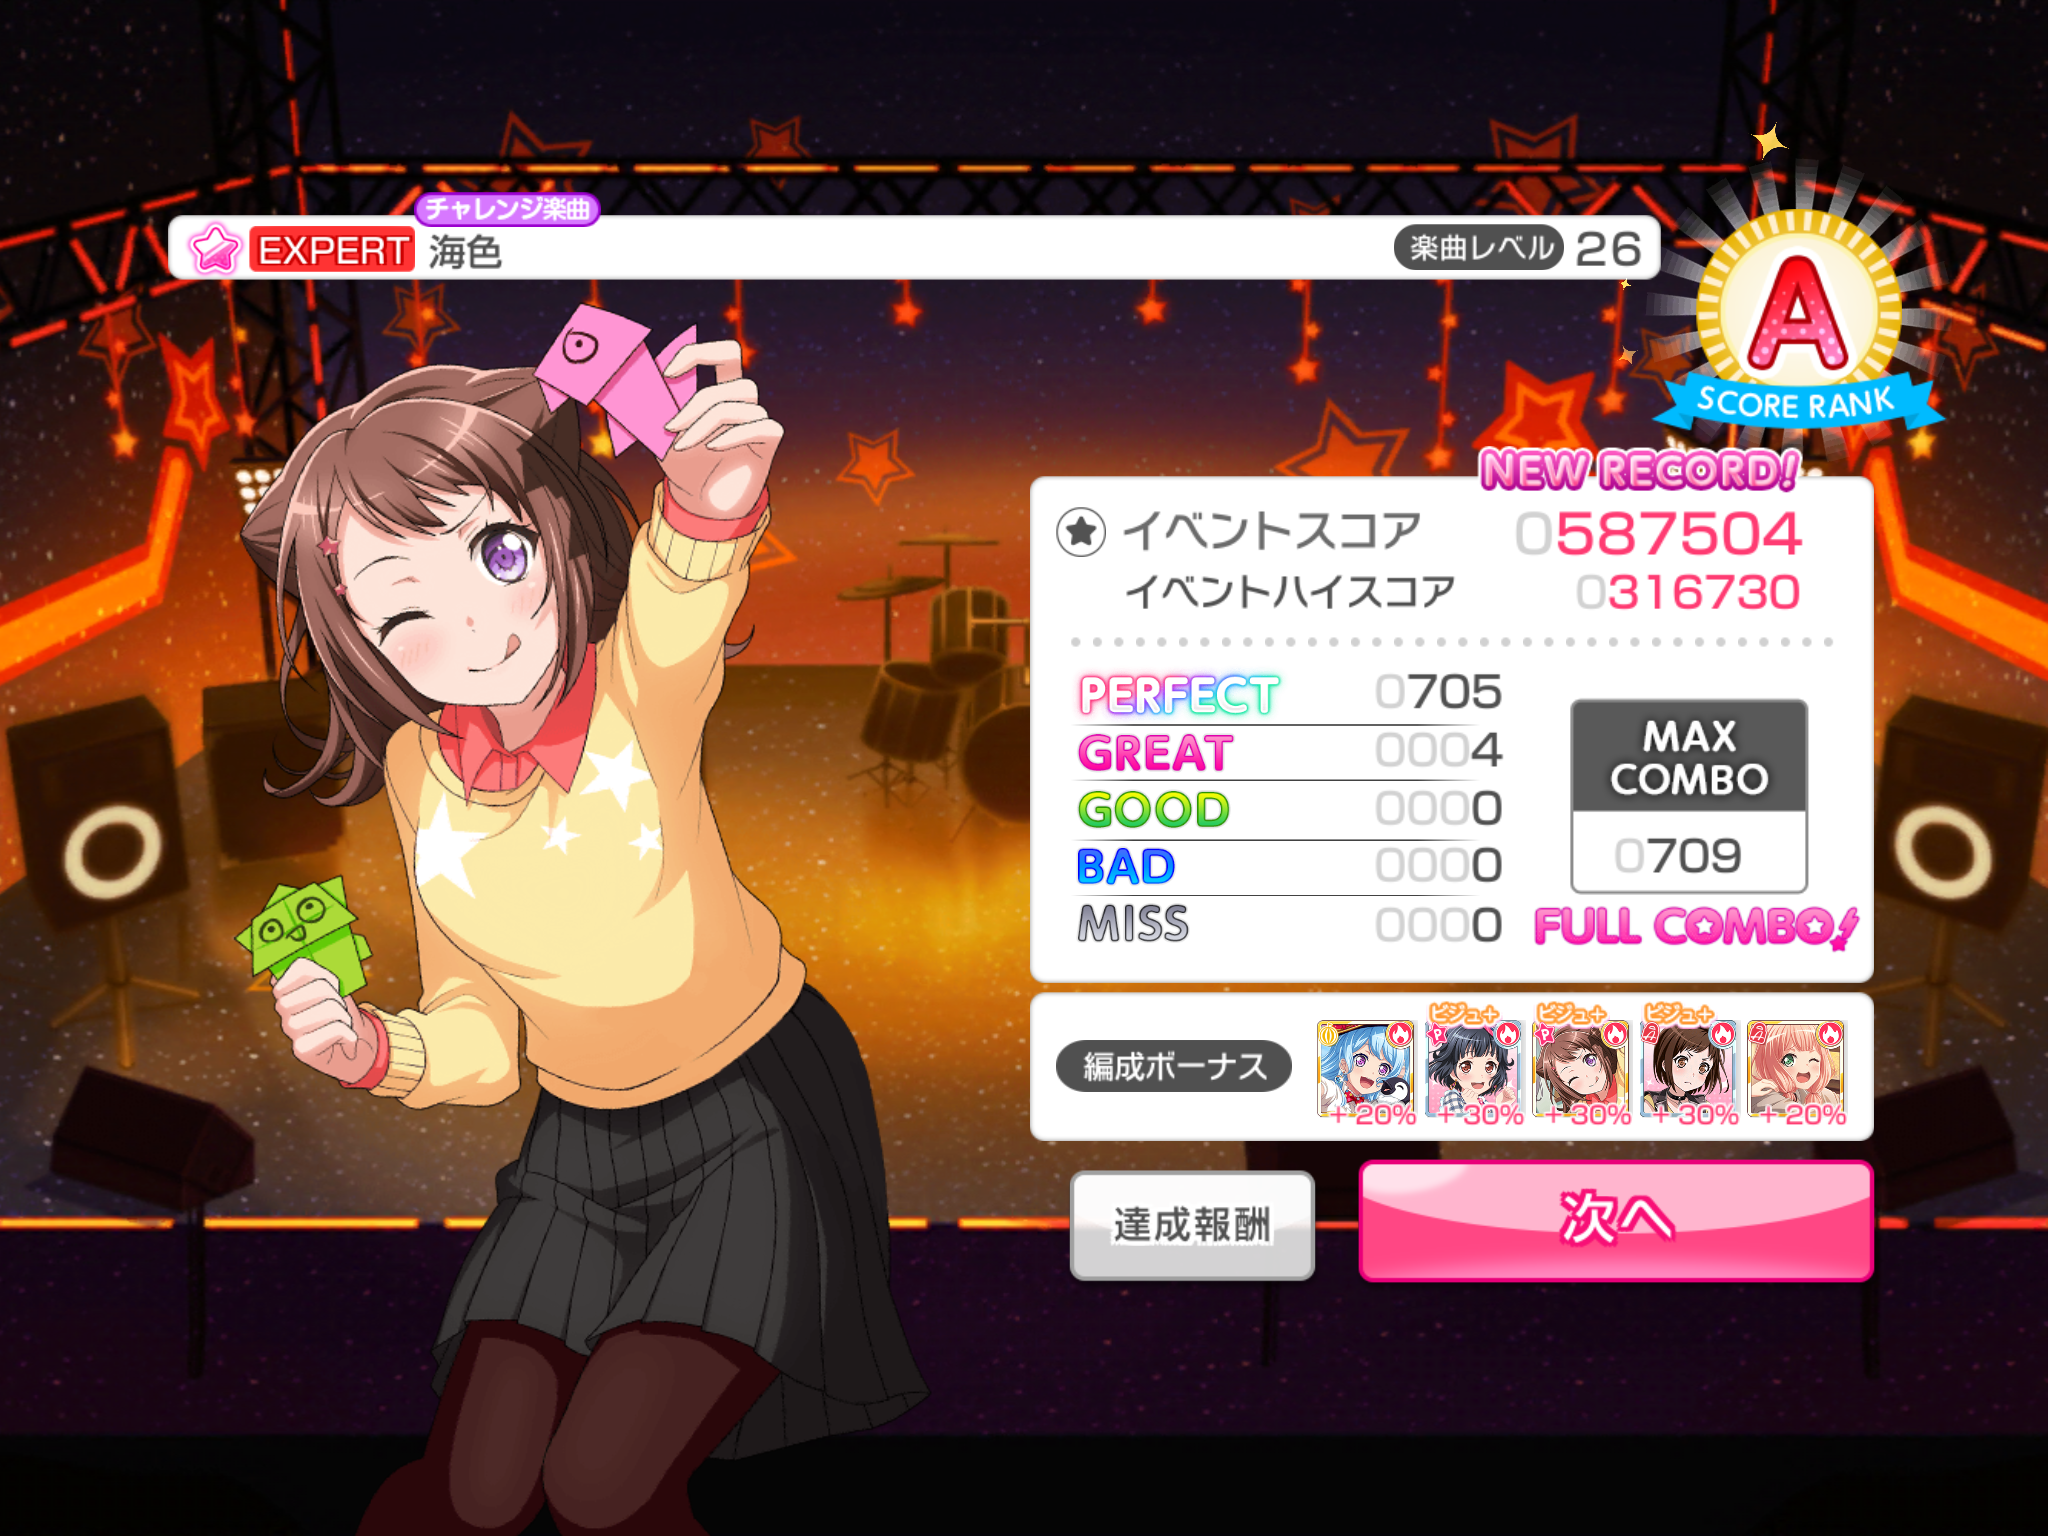 チャレンジ楽曲
EXPERT 海色
楽曲レベル 26
A
SCORE RANK
NEW RECORD!
イベントスコア 0587504
イベントハイスコア 0316730
PERFECT 0705
GREAT 0004
GOOD 0000
BAD 0000
MISS 0000
MAX
COMBO
0709
FULL COMBO!
ビジュ+ ビジュ+ ビジュ+
編成ボーナス
P P
+20% +30% +30% +30% +20%
達成報酬
次へ